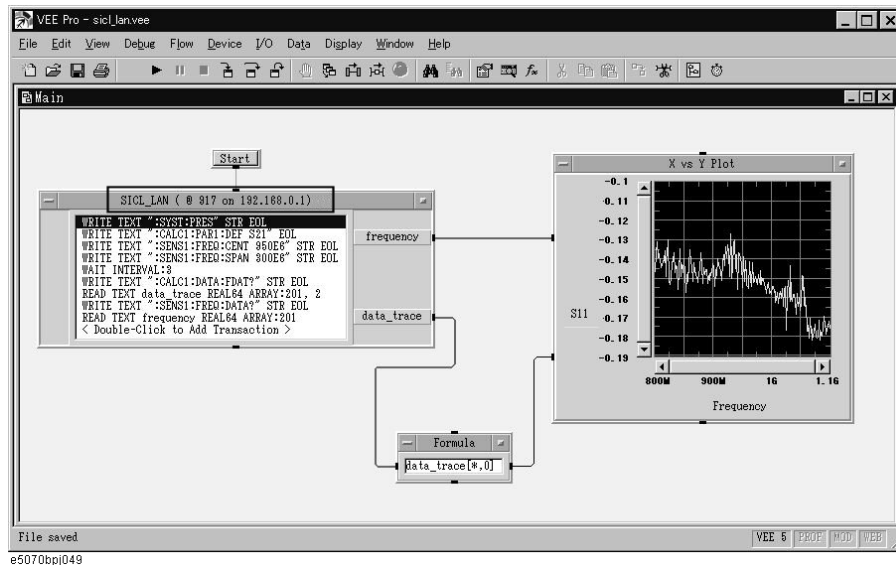 VEE Pro - sicl_lan.vee
File Edit View Debug Flow Device I/O Data Display Window Help
Main
Start
SICL_LAN ( @ 917 on 192.168.0.1)
WRITE TEXT ":SYST:PRES" STR EOL
WRITE TEXT ":CALC1:PAR1:DEF S21" EOL
WRITE TEXT ":SENS1:FREQ:CENT 950E6" STR EOL
WRITE TEXT ":SENS1:FREQ:SPAN 300E6" STR EOL
WAIT INTERVAL:3
WRITE TEXT ":CALC1:DATA:FDAT?" STR EOL
READ TEXT data_trace REAL64 ARRAY:201, 2
WRITE TEXT ":SENS1:FREQ:DATA?" STR EOL
READ TEXT frequency REAL64 ARRAY:201
< Double-Click to Add Transaction >
frequency
data_trace
Formula
data_trace[*,0]
X vs Y Plot
-0.1
-0.11
-0.12
-0.13
-0.14
-0.15
-0.16
-0.17
-0.18
-0.19
S11
800M 900M 1G 1.1G
Frequency
File saved
VEE 5 PROF MOD WEB
e5070bpj049